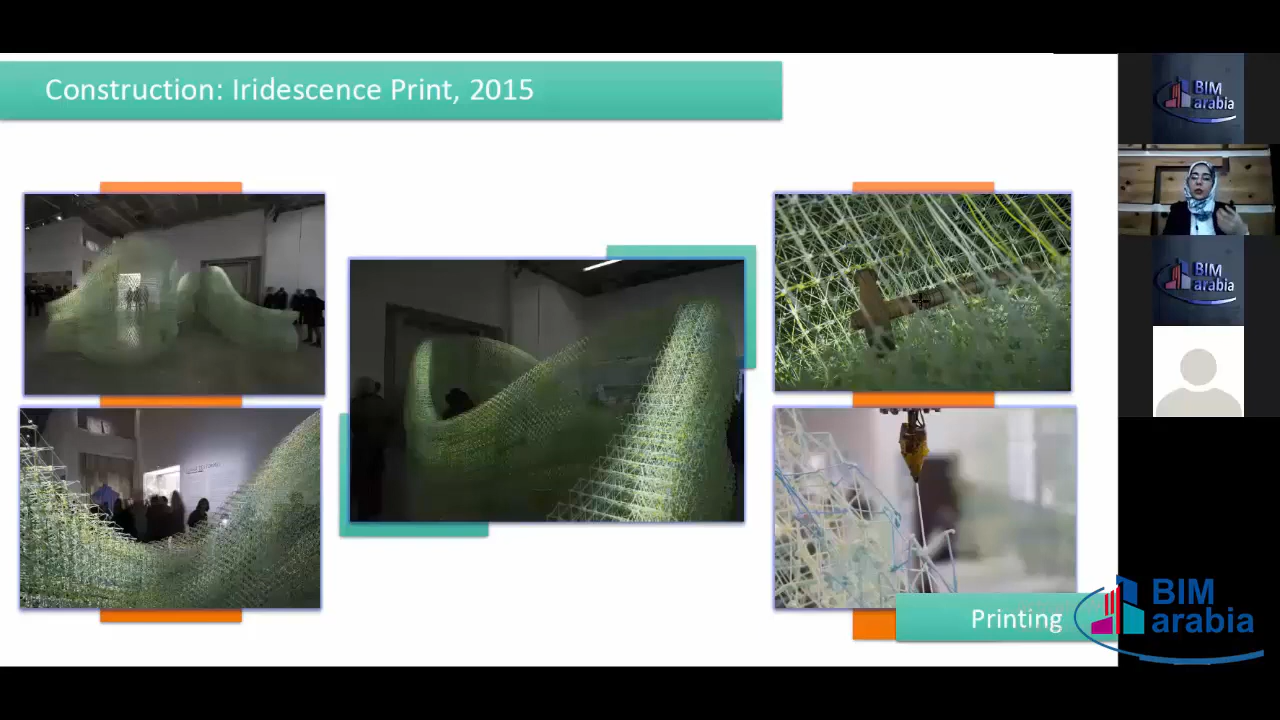 Construction: Iridescence Print, 2015
BIM
arabia
BIM
arabia
Printing
BIM
arabia